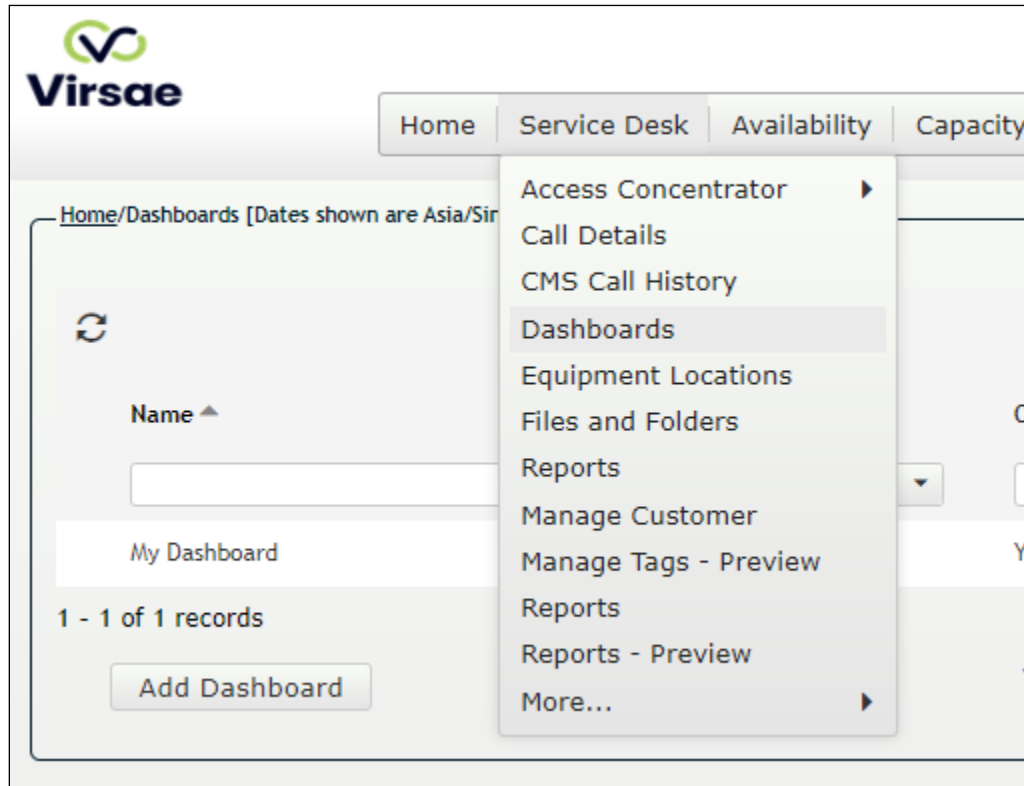 Virsae
Home Service Desk Availability Capacity
Home/Dashboards [Dates shown are Asia/Sin
Access Concentrator
Call Details
CMS Call History
Dashboards
Equipment Locations
Files and Folders
Reports
Manage Customer
Manage Tags - Preview
Reports
Reports - Preview
More...
Name
My Dashboard
1 - 1 of 1 records
Add Dashboard